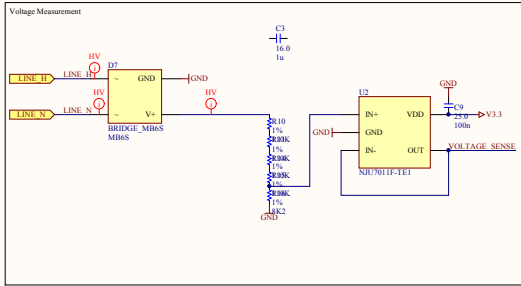 Voltage Measurement
C3
16.0
1u
HV
D7
LINE_H
LINE_H
~
GND
GND
HV
HV
LINE_N
LINE_N
~
V+
BRIDGE_MB6S
MB6S
R10
1%
1%
1%
1%
1%
8K2
GND
U2
IN+
VDD
GND
GND
IN-
OUT
NJU7011F-TE1
GND
C9
25.0
100n
V3.3
VOLTAGE_SENSE